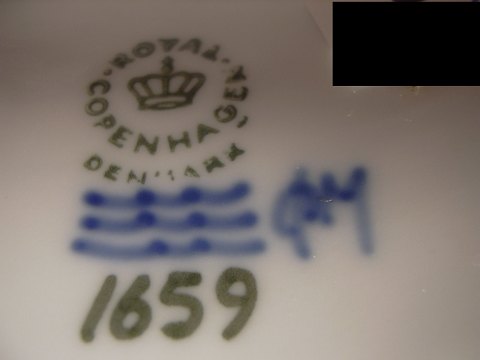 ROYAL
COPENHAGEN
DENMARK
1659